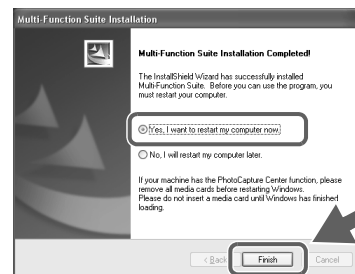 Multi-Function Suite Installation
Multi-Function Suite Installation Completed!
The InstallShield Wizard has successfully installed
Multi-Function Suite. Before you can use the program, you
must restart your computer.
Yes, I want to restart my computer now.
No, I will restart my computer later.
If your machine has the PhotoCapture Center function, please
remove all media cards before restarting Windows.
Please do not insert a media card until Windows has finished
loading.
< Back
Finish
Cancel